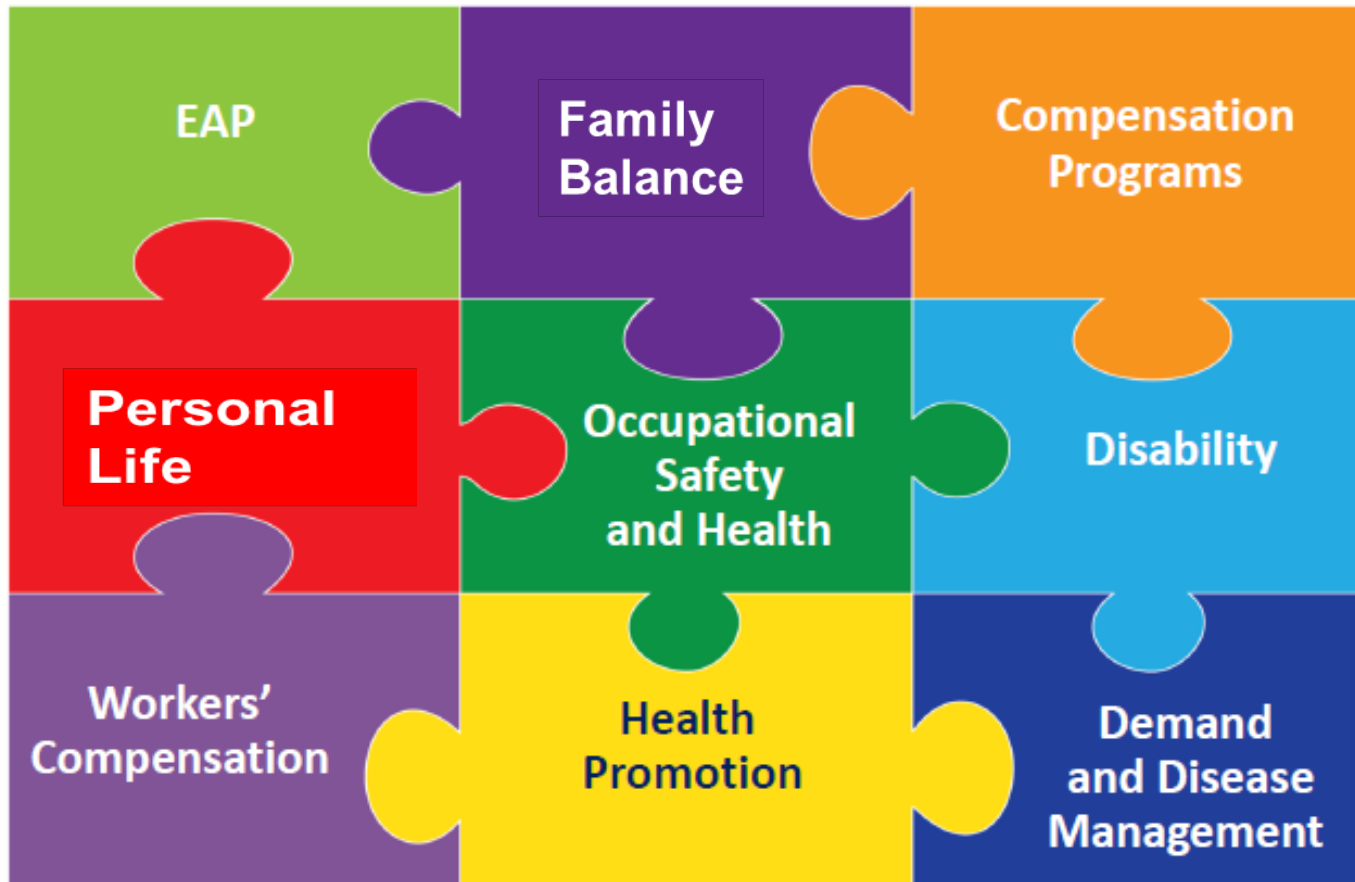 EAP
Family
Balance
Compensation
Programs
Personal
Life
Occupational
Safety
and Health
Disability
Workers’
Compensation
Health
Promotion
Demand
and Disease
Management